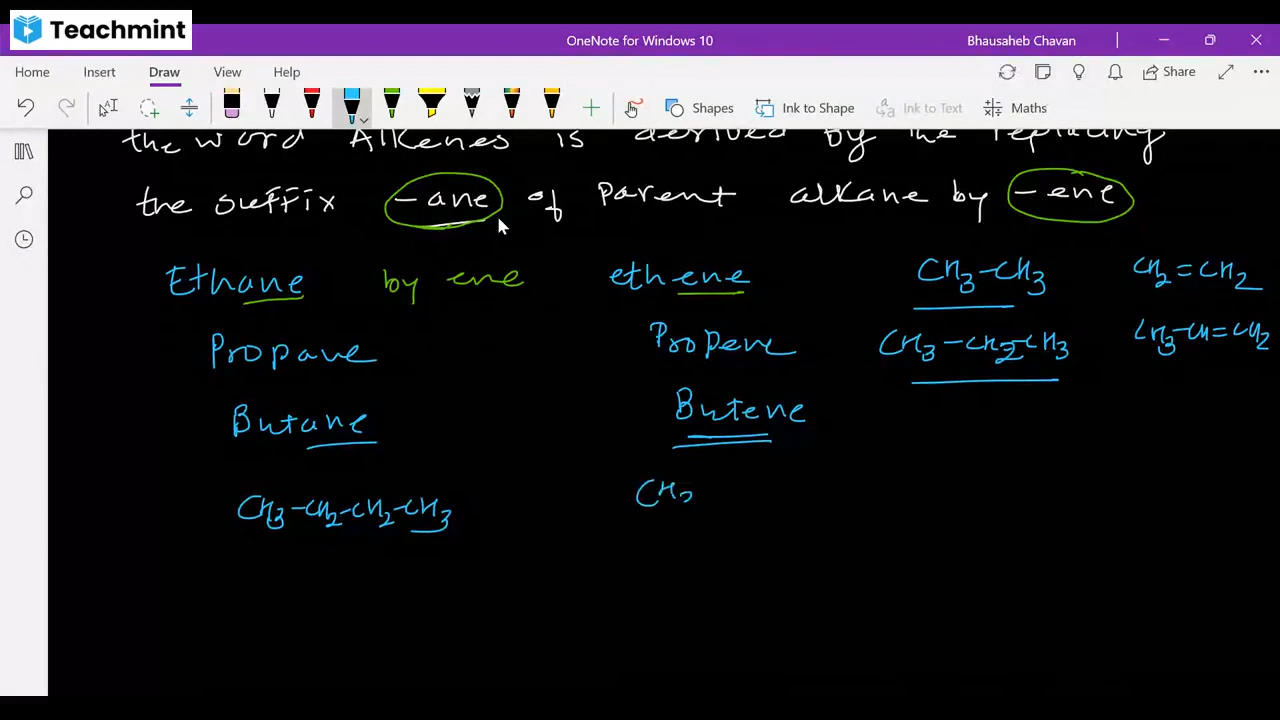 Teachmint
OneNote for Windows 10
Bhausaheb Chavan
Home Insert Draw View Help
Share
Shapes Ink to Shape Ink to Text Maths
the word Alkenes is derived by the replacing
the suffix -ane of parent alkane by -ene
Ethane by ene ethene CH3-CH3 CH2=CH2
Propane Propene CH3-CH2-CH3 CH3-CH=CH2
Butane Butene
CH3-CH2-CH2-CH3 CH2